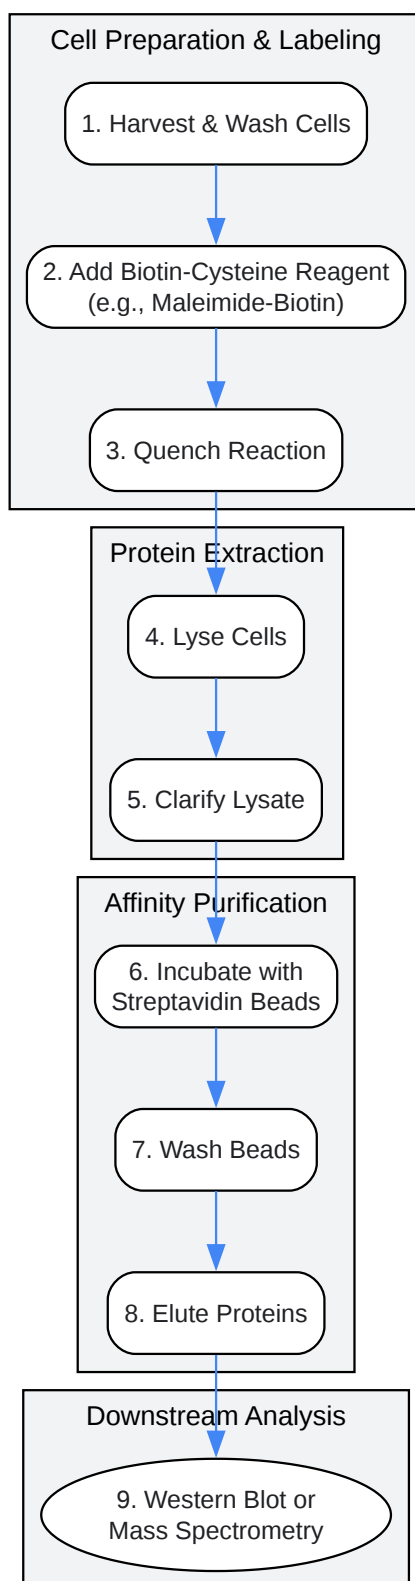 Cell Preparation & Labeling
1. Harvest & Wash Cells
2. Add Biotin-Cysteine Reagent
(e.g., Maleimide-Biotin)
3. Quench Reaction
Protein Extraction
4. Lyse Cells
5. Clarify Lysate
Affinity Purification
6. Incubate with
Streptavidin Beads
7. Wash Beads
8. Elute Proteins
Downstream Analysis
9. Western Blot or
Mass Spectrometry